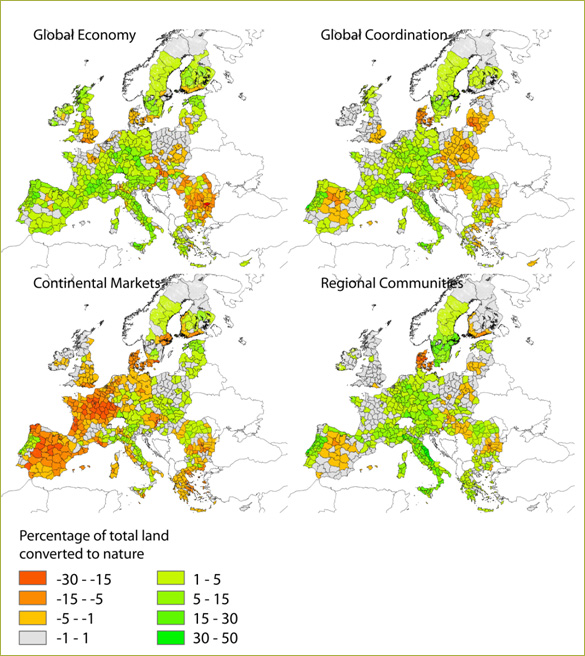 Global Economy
Global Coordination
Continental Markets
Regional Communities
Percentage of total land
converted to nature
-30 - -15
-15 - -5
-5 - -1
-1 - 1
1 - 5
5 - 15
15 - 30
30 - 50